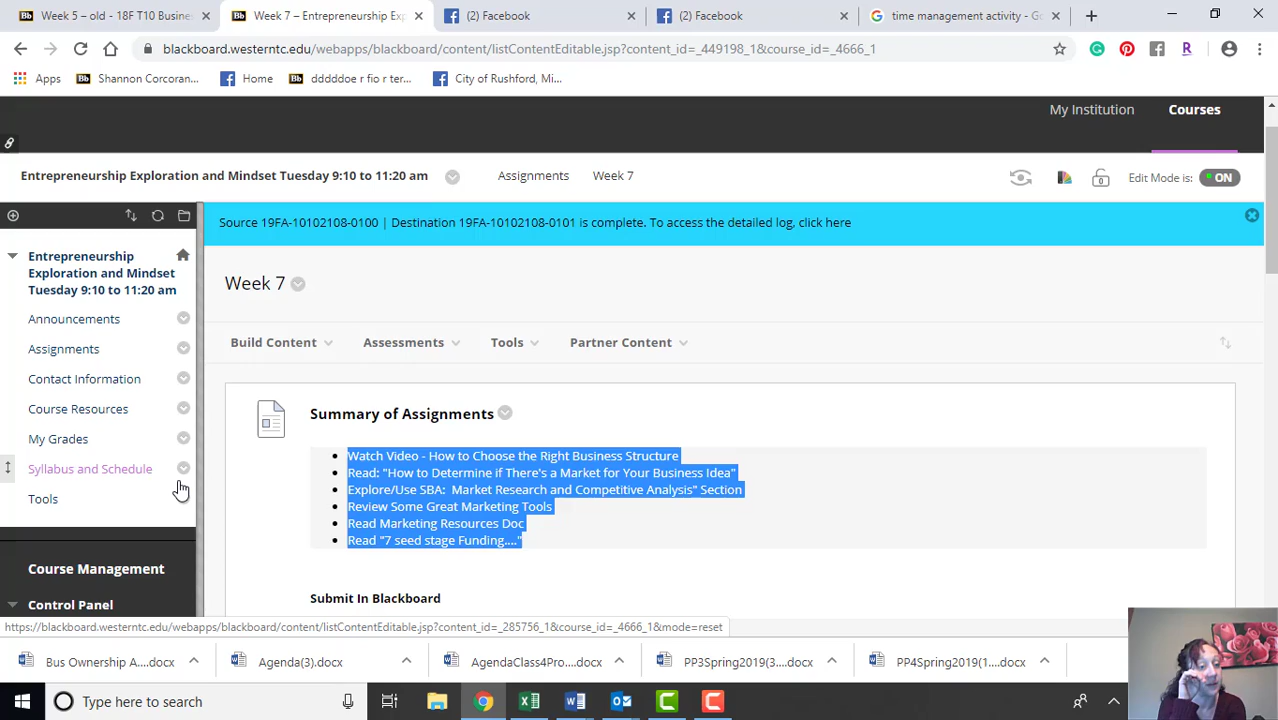 Week 5 – old - 18F T10 Busine
Week 7 – Entrepreneurship Exp
(5) Facebook
(5) Facebook
time management activity - Go
blackboard.westerntc.edu/webapps/blackboard/content/listContentEditable.jsp?content_id=_449198_1&course_id=_4666_1
Apps
Shannon Corcoran...
Home
dddddoe r fio r ter...
City of Rushford, Mi...
My Institution
Courses
Entrepreneurship Exploration and Mindset Tuesday 9:10 to 11:20 am
Assignments
Week 7
Edit Mode is:
ON
Source 19FA-10102108-0100 | Destination 19FA-10102108-0101 is complete. To access the detailed log, click here
Entrepreneurship
Exploration and Mindset
Tuesday 9:10 to 11:20 am
Announcements
Assignments
Contact Information
Course Resources
My Grades
Syllabus and Schedule
Tools
Course Management
Control Panel
Week 7
Build Content
Assessments
Tools
Partner Content
Summary of Assignments
• Watch Video - How to Choose the Right Business Structure
• Read: "How to Determine if There's a Market for Your Business Idea"
• Explore/Use SBA: Market Research and Competitive Analysis" Section
• Review Some Great Marketing Tools
• Read Marketing Resources Doc
• Read "7 seed stage Funding...."
Submit In Blackboard
https://blackboard.westerntc.edu/webapps/blackboard/content/listContentEditable.jsp?content_id=_285756_1&course_id=_4666_1&mode=reset
Bus Ownership A....docx
Agenda(3).docx
AgendaClass4Pro....docx
PP3Spring2019(3....docx
PP4Spring2019(1....docx
Type here to search